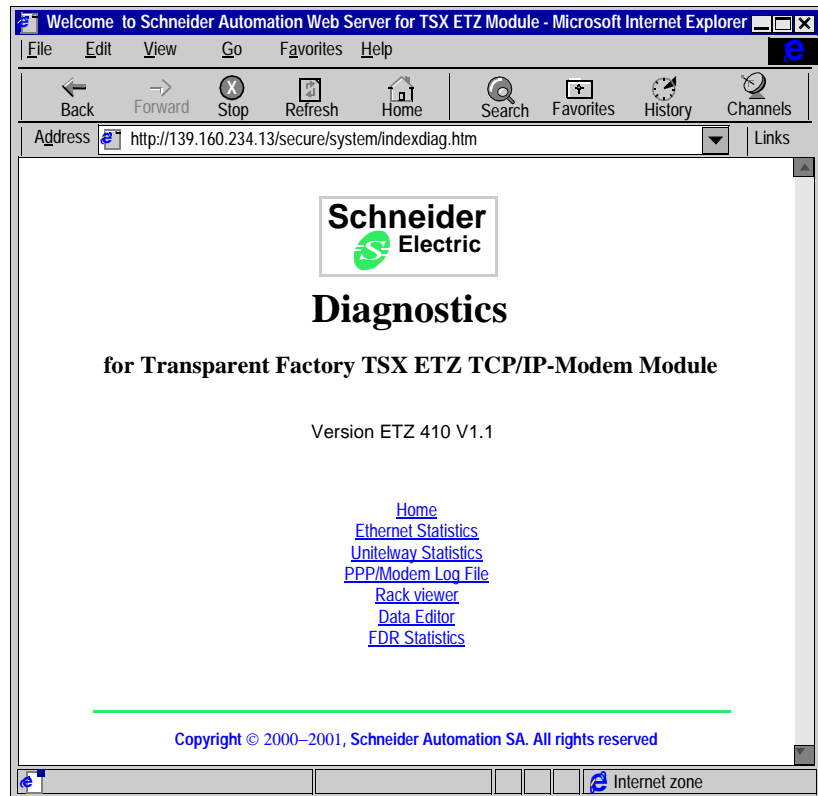 Welcome to Schneider Automation Web Server for TSX ETZ Module - Microsoft Internet Explorer
File Edit View Go Favorites Help
Back Forward Stop Refresh Home Search Favorites History Channels
Address http://139.160.234.13/secure/system/indexdiag.htm Links
Schneider
Electric
Diagnostics
for Transparent Factory TSX ETZ TCP/IP-Modem Module
Version ETZ 410 V1.1
Home
Ethernet Statistics
Unitelway Statistics
PPP/Modem Log File
Rack viewer
Data Editor
FDR Statistics
Copyright © 2000–2001, Schneider Automation SA. All rights reserved
Internet zone